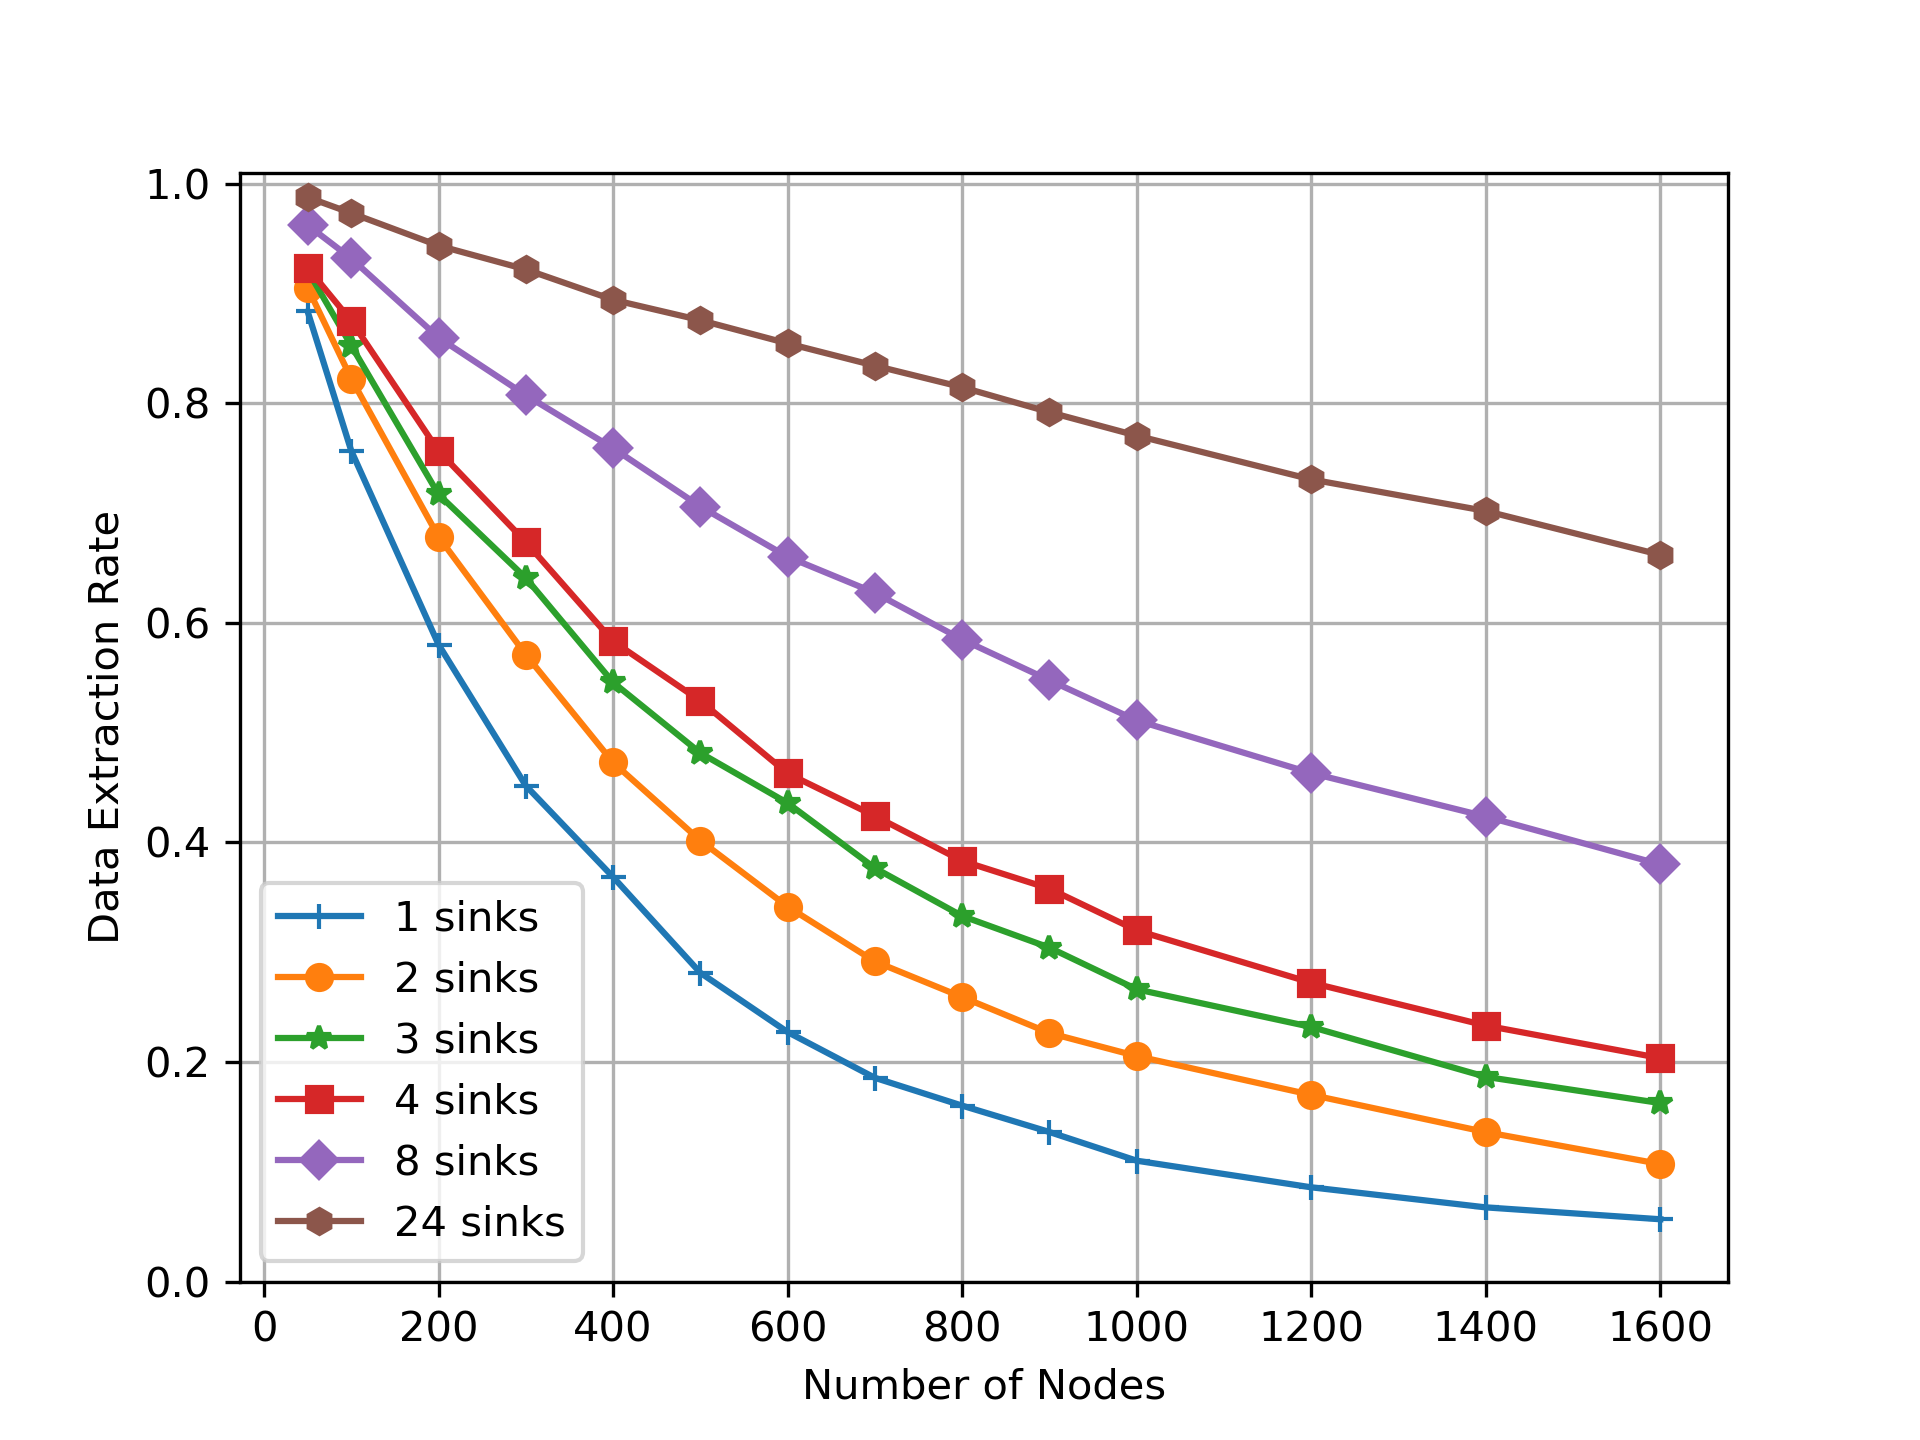 1.0
0.8
0.6
0.4
0.2
0.0
Data Extraction Rate
1 sinks
2 sinks
3 sinks
4 sinks
8 sinks
24 sinks
0 200 400 600 800 1000 1200 1400 1600
Number of Nodes